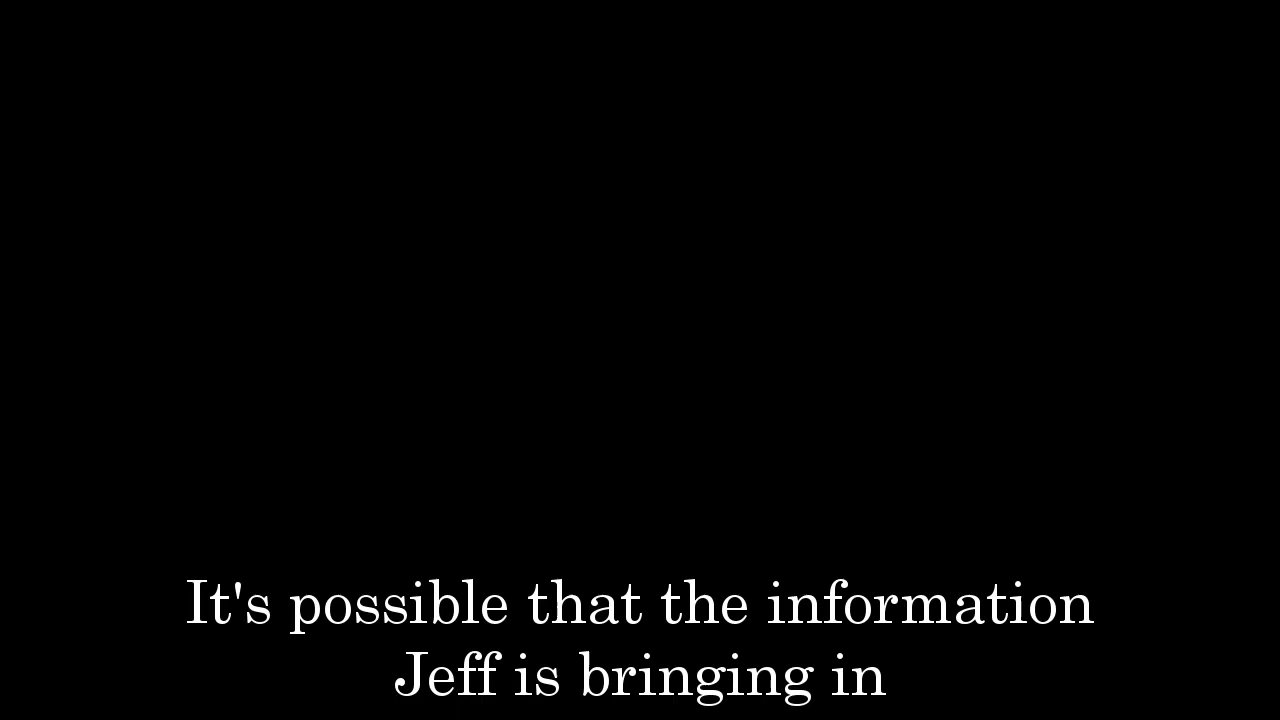 It's possible that the information
Jeff is bringing in